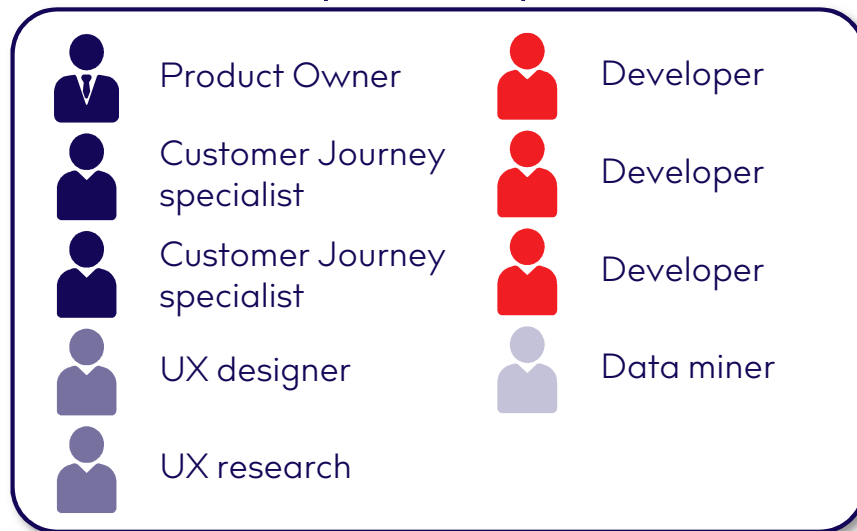 Product Owner
Customer Journey
specialist
Customer Journey
specialist
UX designer
UX research
Developer
Developer
Developer
Data miner